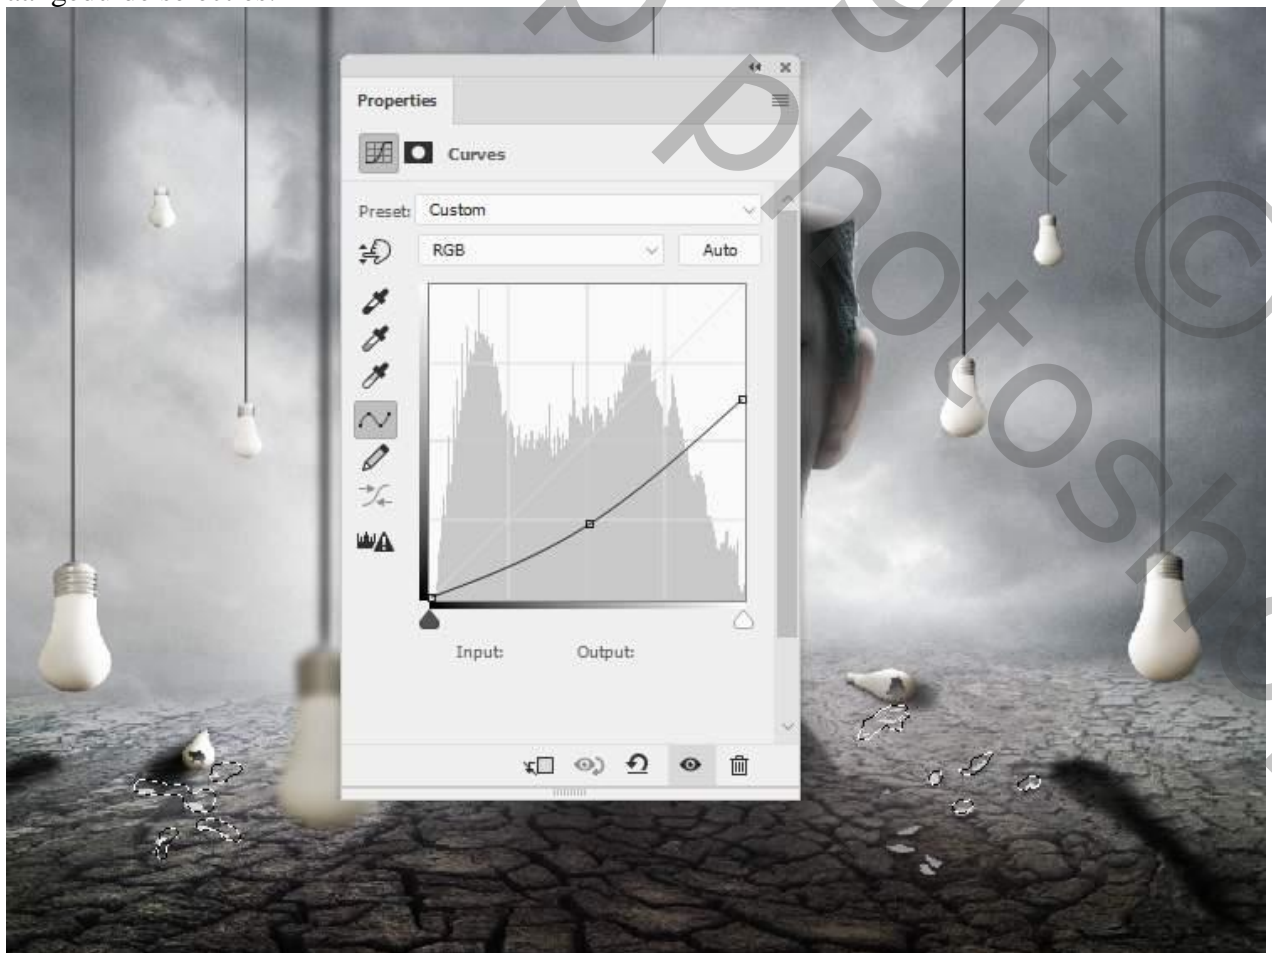 Properties
Curves
Preset: Custom
RGB Auto
Input: Output:
©